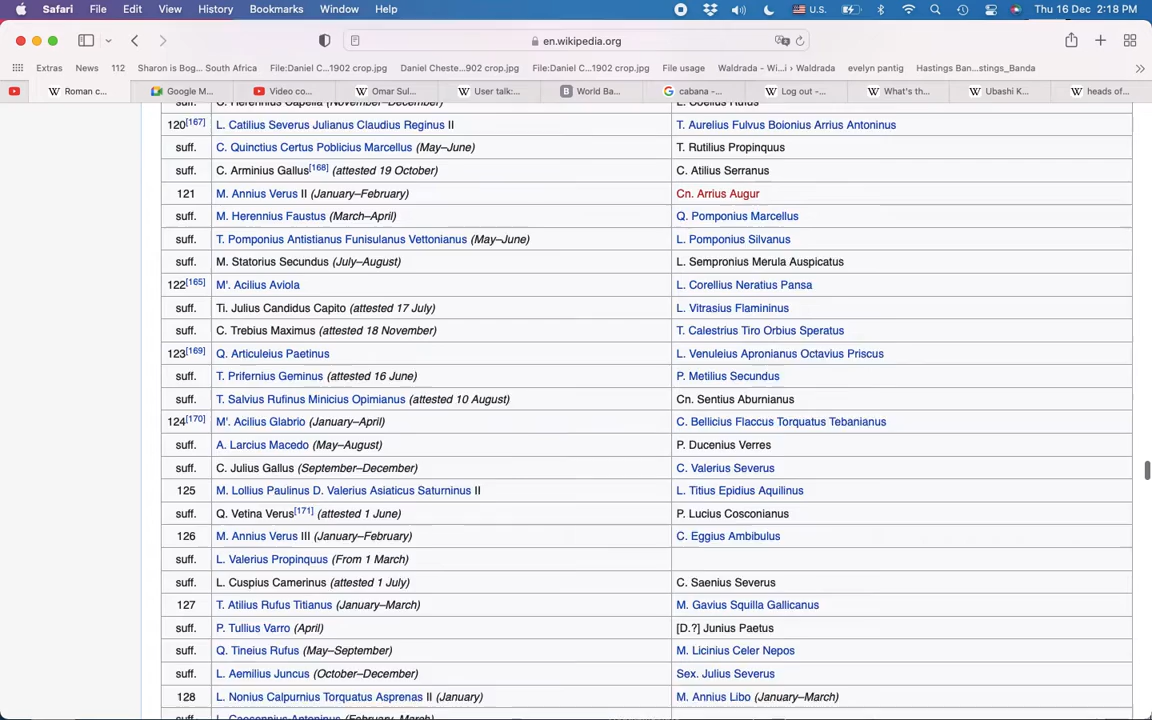 Safari File Edit View History Bookmarks Window Help U.S. Thu 16 Dec 2:18 PM
en.wikipedia.org
Extras News 112 Sharon is Bog... South Africa File:Daniel C...1902 crop.jpg Daniel Cheste...902 crop.jpg File:Daniel C...1902 crop.jpg File usage Waldrada – Wi...i › Waldrada evelyn pantig Hastings Ban...stings_Banda
Roman c... Google M... Video co... Omar Sul... User talk:... World Ba... cabana -... Log out -... What's th... Ubashi K... heads of...
120[167] L. Catilius Severus Julianus Claudius Reginus II T. Aurelius Fulvus Boionius Arrius Antoninus
suff. C. Quinctius Certus Poblicius Marcellus (May–June) T. Rutilius Propinquus
suff. C. Arminius Gallus[168] (attested 19 October) C. Atilius Serranus
121 M. Annius Verus II (January–February) Cn. Arrius Augur
suff. M. Herennius Faustus (March–April) Q. Pomponius Marcellus
suff. T. Pomponius Antistianus Funisulanus Vettonianus (May–June) L. Pomponius Silvanus
suff. M. Statorius Secundus (July–August) L. Sempronius Merula Auspicatus
122[165] M'. Acilius Aviola L. Corellius Neratius Pansa
suff. Ti. Julius Candidus Capito (attested 17 July) L. Vitrasius Flamininus
suff. C. Trebius Maximus (attested 18 November) T. Calestrius Tiro Orbius Speratus
123[169] Q. Articuleius Paetinus L. Venuleius Apronianus Octavius Priscus
suff. T. Prifernius Geminus (attested 16 June) P. Metilius Secundus
suff. T. Salvius Rufinus Minicius Opimianus (attested 10 August) Cn. Sentius Aburnianus
124[170] M'. Acilius Glabrio (January–April) C. Bellicius Flaccus Torquatus Tebanianus
suff. A. Larcius Macedo (May–August) P. Ducenius Verres
suff. C. Julius Gallus (September–December) C. Valerius Severus
125 M. Lollius Paulinus D. Valerius Asiaticus Saturninus II L. Titius Epidius Aquilinus
suff. Q. Vetina Verus[171] (attested 1 June) P. Lucius Cosconianus
126 M. Annius Verus III (January–February) C. Eggius Ambibulus
suff. L. Valerius Propinquus (From 1 March)
suff. L. Cuspius Camerinus (attested 1 July) C. Saenius Severus
127 T. Atilius Rufus Titianus (January–March) M. Gavius Squilla Gallicanus
suff. P. Tullius Varro (April) [D.?] Junius Paetus
suff. Q. Tineius Rufus (May–September) M. Licinius Celer Nepos
suff. L. Aemilius Juncus (October–December) Sex. Julius Severus
128 L. Nonius Calpurnius Torquatus Asprenas II (January) M. Annius Libo (January–March)